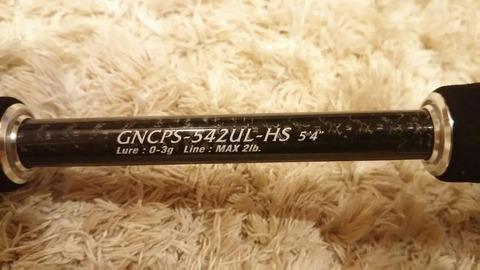 GNCPS-542UL-HS 5'4"
Lure : 0-3g Line : MAX 2lb.